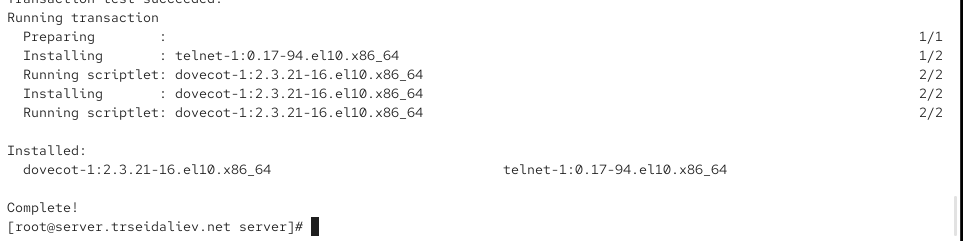 Transaction test succeeded.
Running transaction
  Preparing        :                                                                                               1/1
  Installing       : telnet-1:0.17-94.el10.x86_64                                                                  1/2
  Running scriptlet: dovecot-1:2.3.21-16.el10.x86_64                                                               2/2
  Installing       : dovecot-1:2.3.21-16.el10.x86_64                                                               2/2
  Running scriptlet: dovecot-1:2.3.21-16.el10.x86_64                                                               2/2

Installed:
  dovecot-1:2.3.21-16.el10.x86_64                             telnet-1:0.17-94.el10.x86_64

Complete!
[root@server.trseidaliev.net server]#